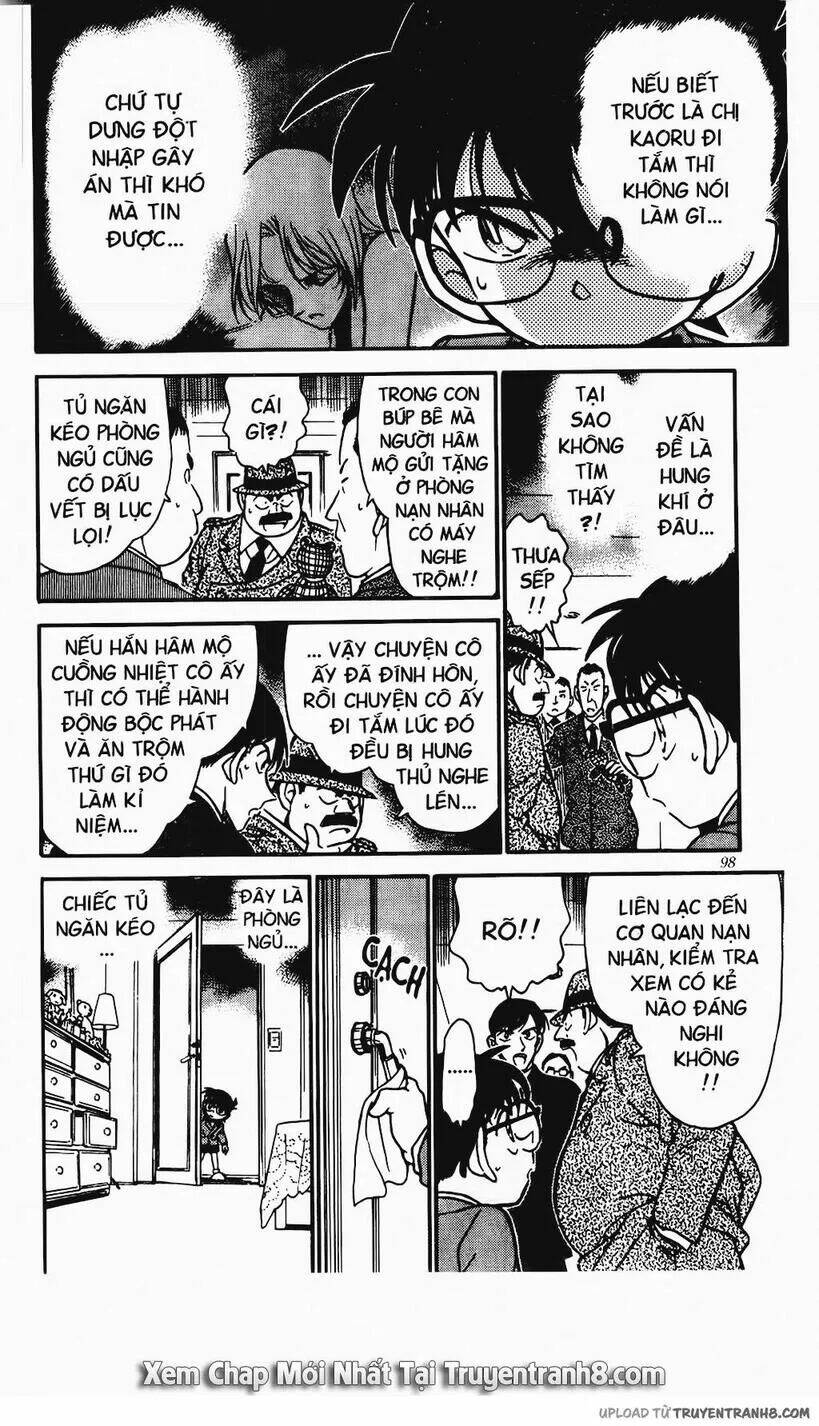 NẾU BIẾT
TRƯỚC LÀ CHỊ
KAORU ĐI
TẮM THÌ
KHÔNG NÓI
LÀM GÌ...
CHỨ TỰ
DƯNG ĐỘT
NHẬP GÂY
ÁN THÌ KHÓ
MÀ TIN
ĐƯỢC...
VẤN
ĐỀ LÀ
HUNG
KHÍ Ở
ĐÂU...
TẠI
SAO
KHÔNG
TÌM
THẤY
?!
THƯA
SẾP
!!
TRONG CON
BÚP BÊ MÀ
NGƯỜI HÂM
MỘ GỬI TẶNG
Ở PHÒNG
NẠN NHÂN
CÓ MÁY
NGHE
TRỘM!!
CÁI
GÌ?!
TỦ NGĂN
KÉO PHÒNG
NGỦ CŨNG
CÓ DẤU
VẾT BỊ LỤC
LỌI!
... VẬY CHUYỆN CÔ
ẤY ĐÃ ĐÍNH HÔN,
RỒI CHUYỆN CÔ ẤY
ĐI TẮM LÚC ĐÓ
ĐỀU BỊ HUNG
THỦ NGHE
LÉN...
NẾU HẮN HÂM MỘ
CUỒNG NHIỆT CÔ ẤY
THÌ CÓ THỂ HÀNH
ĐỘNG BỘC PHÁT
VÀ ĂN TRỘM
THỨ GÌ ĐÓ
LÀM KỈ
NIỆM...
98
LIÊN LẠC ĐẾN
CƠ QUAN NẠN
NHÂN, KIỂM TRA
XEM CÓ KẺ
NÀO ĐÁNG
NGHI
KHÔNG
!!
RÕ!!
......
CẠCH
ĐÂY LÀ
PHÒNG
NGỦ...
CHIẾC TỦ
NGĂN KÉO
...
Xem Chap Mới Nhất Tại Truyentranh8.com
UPLOAD TỪ TRUYENTRANH8.COM